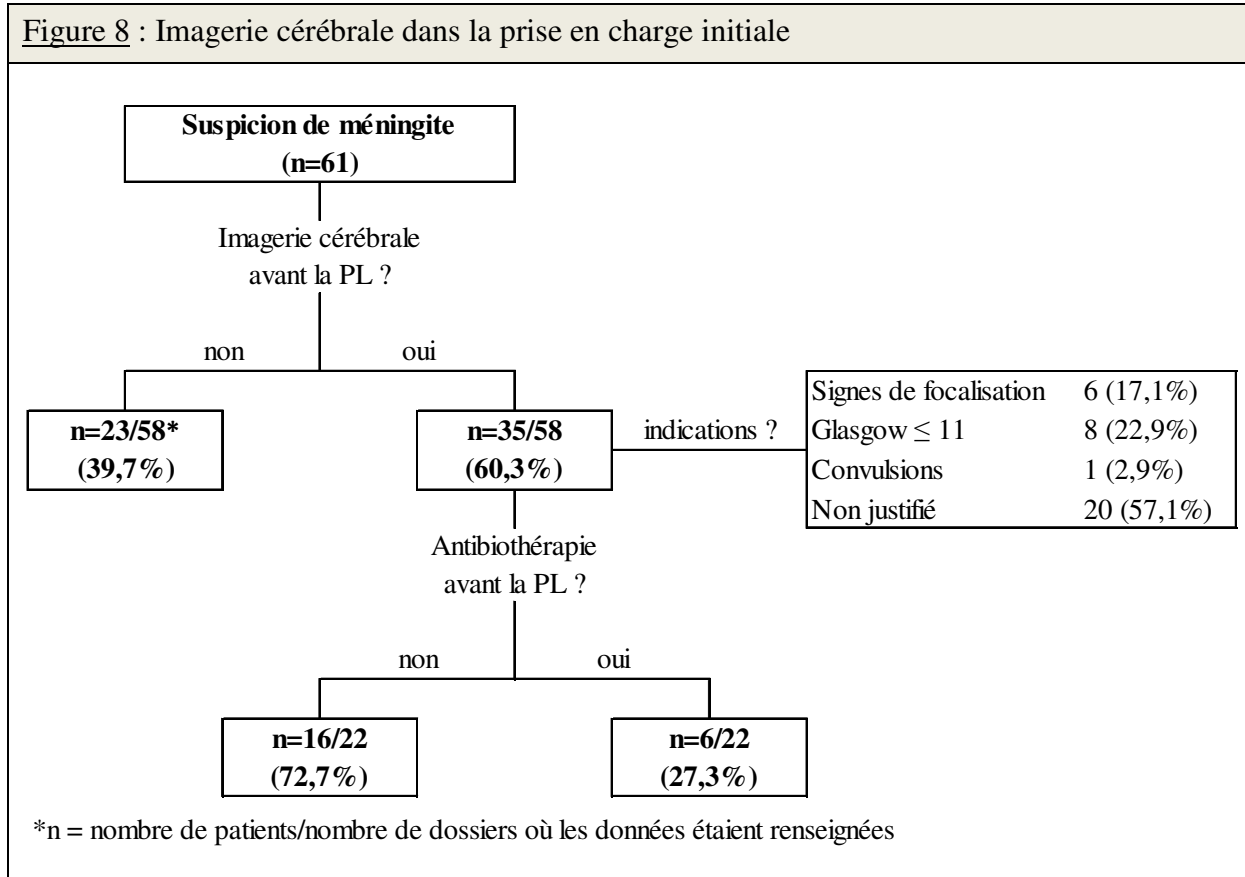 Figure 8 : Imagerie cérébrale dans la prise en charge initiale
Suspicion de méningite
(n=61)
Imagerie cérébrale
avant la PL ?
non
oui
n=23/58*
(39,7%)
n=35/58
(60,3%)
indications ?
Signes de focalisation 6 (17,1%)
Glasgow ≤ 11 8 (22,9%)
Convulsions 1 (2,9%)
Non justifié 20 (57,1%)
Antibiothérapie
avant la PL ?
non
oui
n=16/22
(72,7%)
n=6/22
(27,3%)
*n = nombre de patients/nombre de dossiers où les données étaient renseignées